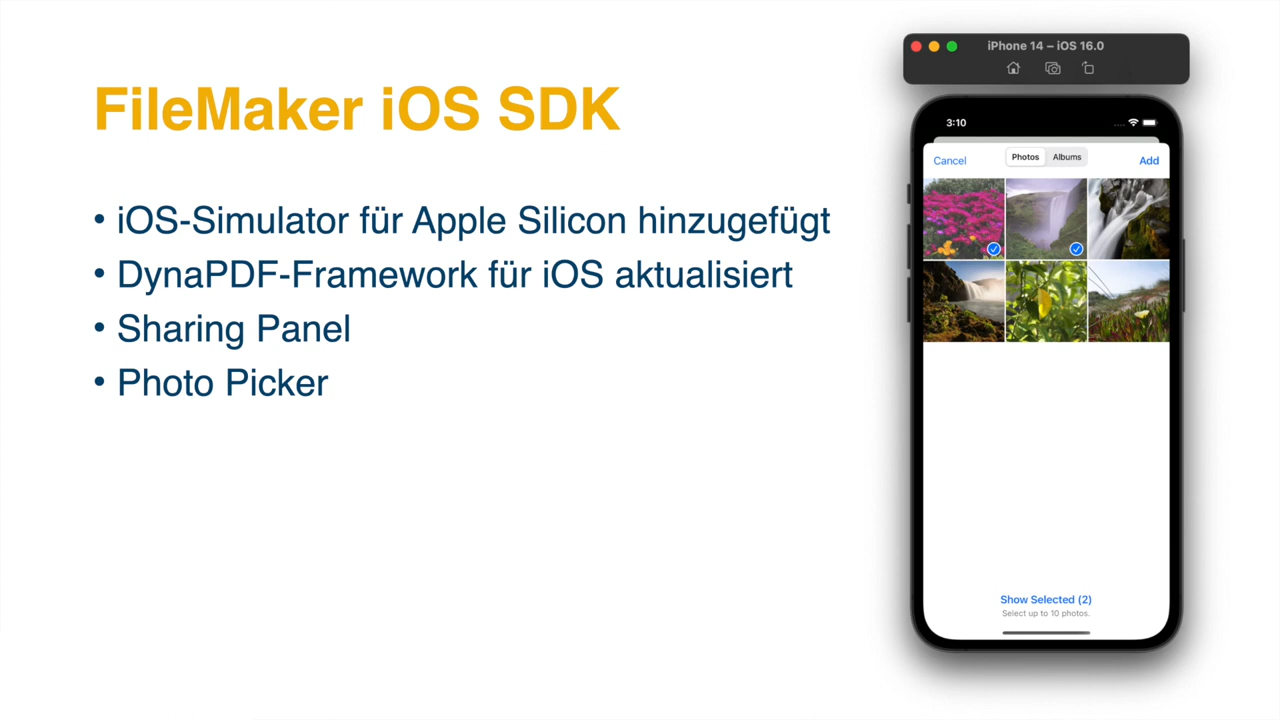 FileMaker iOS SDK
• iOS-Simulator für Apple Silicon hinzugefügt
• DynaPDF-Framework für iOS aktualisiert
• Sharing Panel
• Photo Picker
iPhone 14 – iOS 16.0
3:10
Cancel Photos Albums Add
Show Selected (2)
Select up to 10 photos.